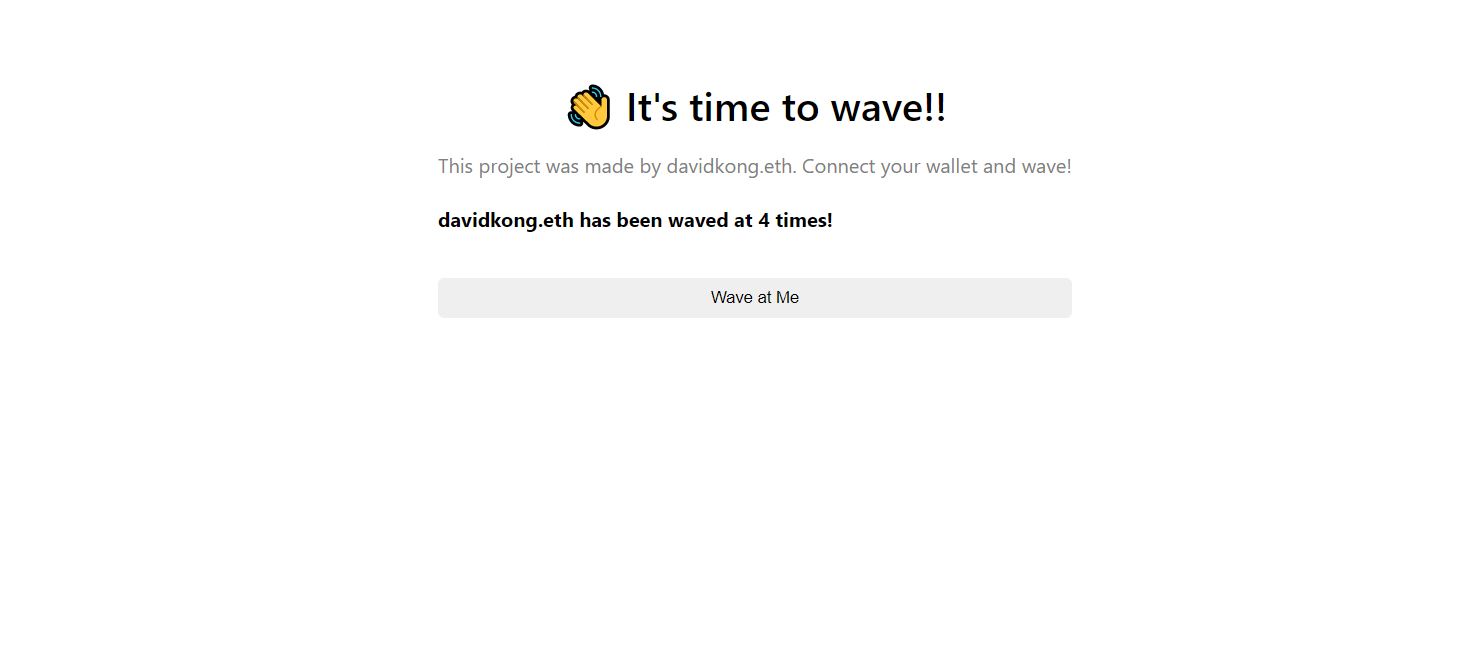 👋 It's time to wave!!
This project was made by davidkong.eth. Connect your wallet and wave!
davidkong.eth has been waved at 4 times!
Wave at Me